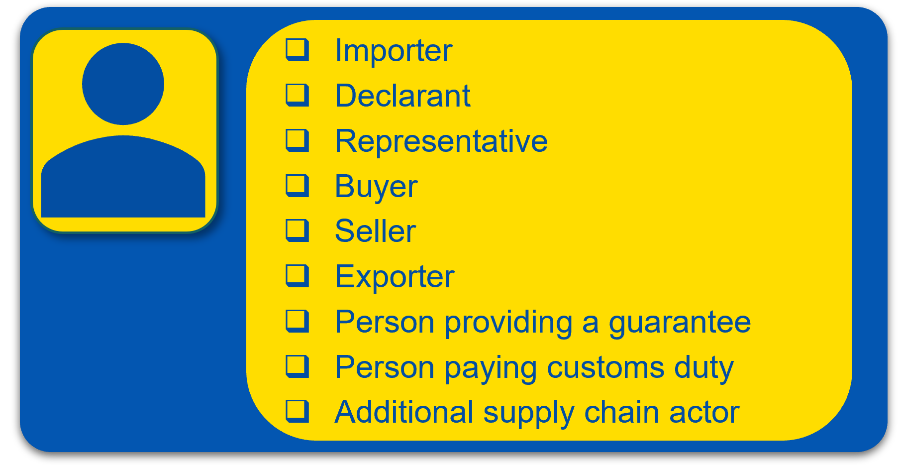 ❑ Importer
❑ Declarant
❑ Representative
❑ Buyer
❑ Seller
❑ Exporter
❑ Person providing a guarantee
❑ Person paying customs duty
❑ Additional supply chain actor